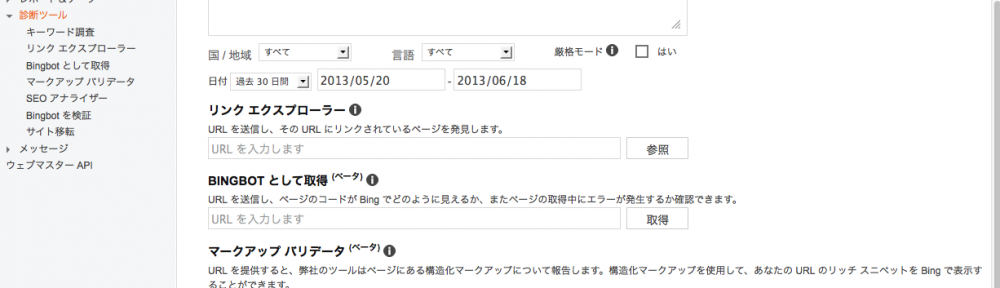 診断ツール
キーワード調査
リンク エクスプローラー
Bingbot として取得
マークアップ バリデータ
SEO アナライザー
Bingbot を検証
サイト移転
メッセージ
ウェブマスター API
国 / 地域 すべて 言語 すべて 厳格モード はい
日付 過去 30 日間 2013/05/20 - 2013/06/18
リンク エクスプローラー
URL を送信し、その URL にリンクされているページを発見します。
URL を入力します 参照
BINGBOT として取得 (ベータ)
URL を送信し、ページのコードが Bing でどのように見えるか、またページの取得中にエラーが発生するか確認できます。
URL を入力します 取得
マークアップ バリデータ (ベータ)
URL を提供すると、弊社のツールはページにある構造化マークアップについて報告します。構造化マークアップを使用して、あなたの URL のリッチ スニペットを Bing で表示す
ることができます。